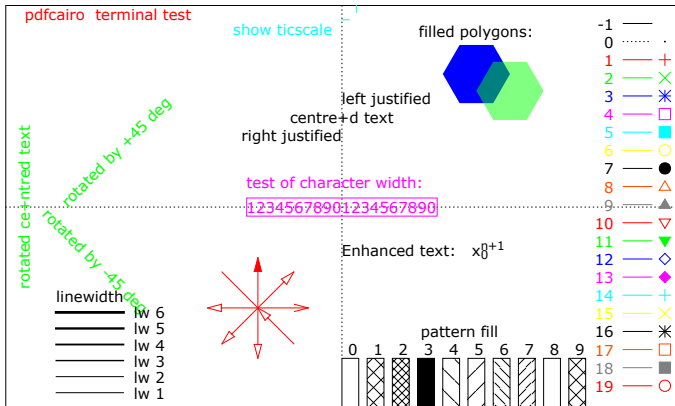 pdfcairo  terminal test
show ticscale
filled polygons:
left justified
centre+d text
right justified
rotated by +45 deg
rotated ce+ntred text
test of character width:
12345678901234567890
rotated by -45 deg
Enhanced text:   x₀ⁿ⁺¹
linewidth
lw 6
lw 5
lw 4
lw 3
lw 2
lw 1
pattern fill
0 1 2 3 4 5 6 7 8 9
-1
0
1
2
3
4
5
6
7
8
9
10
11
12
13
14
15
16
17
18
19